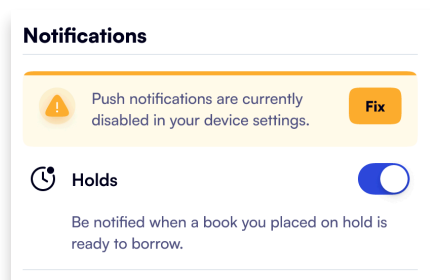 Notifications
Push notifications are currently
disabled in your device settings.
Fix
Holds
Be notified when a book you placed on hold is
ready to borrow.